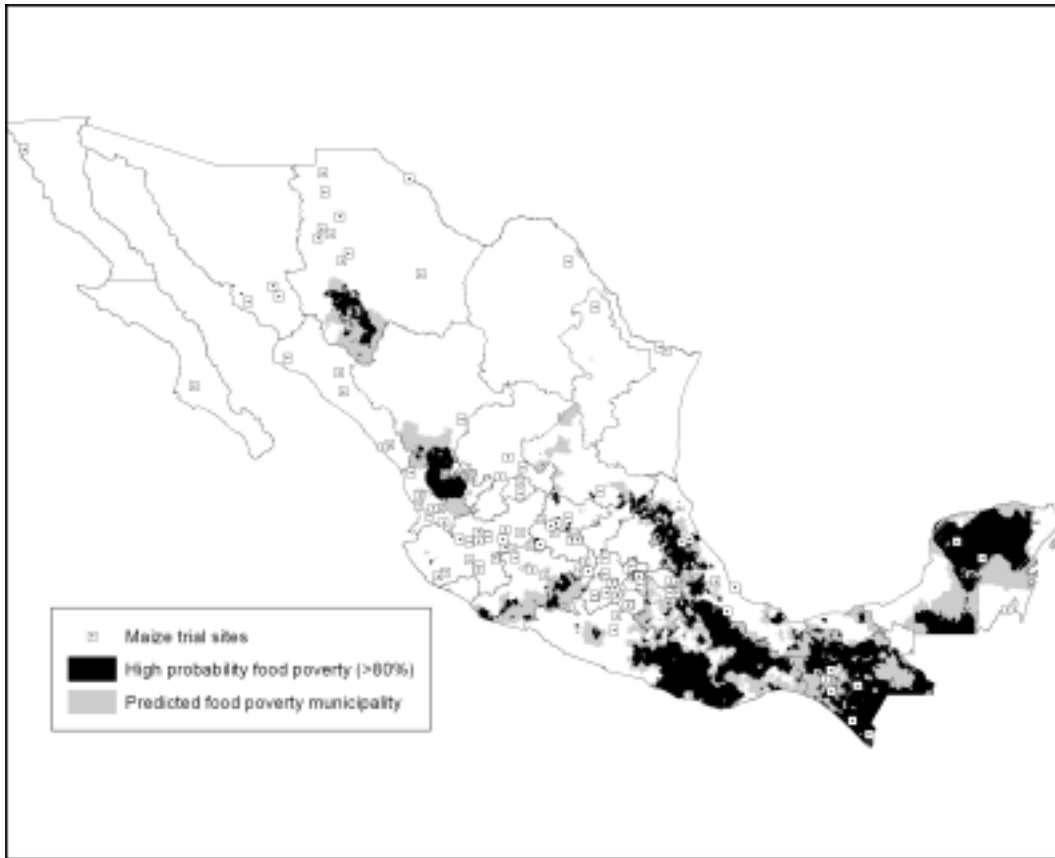 Maize trial sites
High probability food poverty (>80%)
Predicted food poverty municipality